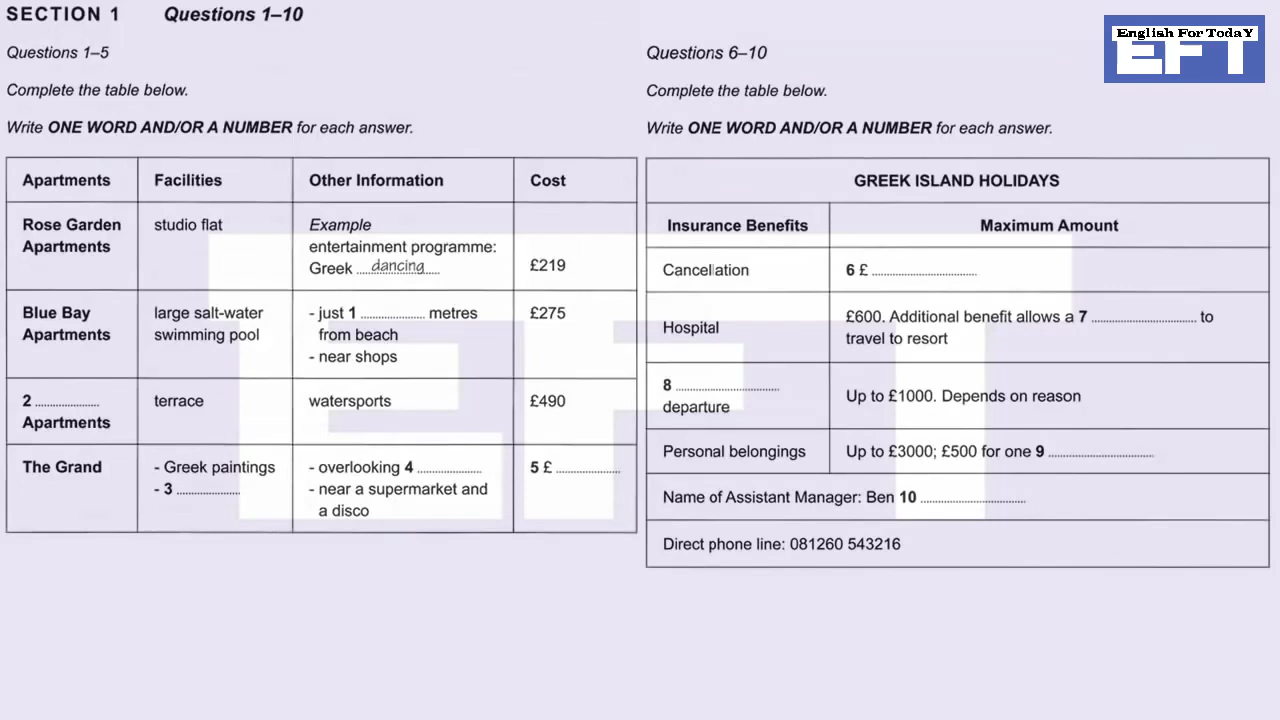 SECTION 1 Questions 1–10
Questions 1–5
Complete the table below.
Write ONE WORD AND/OR A NUMBER for each answer.
Apartments Facilities Other Information Cost
Rose Garden
Apartments
studio flat
Example
entertainment programme:
Greek ........dancing........
£219
Blue Bay
Apartments
large salt-water
swimming pool
- just 1 .................... metres
from beach
- near shops
£275
2 ....................
Apartments
terrace
watersports
£490
The Grand
- Greek paintings
- 3 ....................
- overlooking 4 ....................
- near a supermarket and
a disco
5 £ ....................
Questions 6–10
Complete the table below.
Write ONE WORD AND/OR A NUMBER for each answer.
GREEK ISLAND HOLIDAYS
Insurance Benefits Maximum Amount
Cancellation 6 £ ................................
Hospital
£600. Additional benefit allows a 7 ................................ to
travel to resort
8 ................................
departure
Up to £1000. Depends on reason
Personal belongings Up to £3000; £500 for one 9 ................................
Name of Assistant Manager: Ben 10 ................................
Direct phone line: 081260 543216
English For TodaY
EFT
EFT